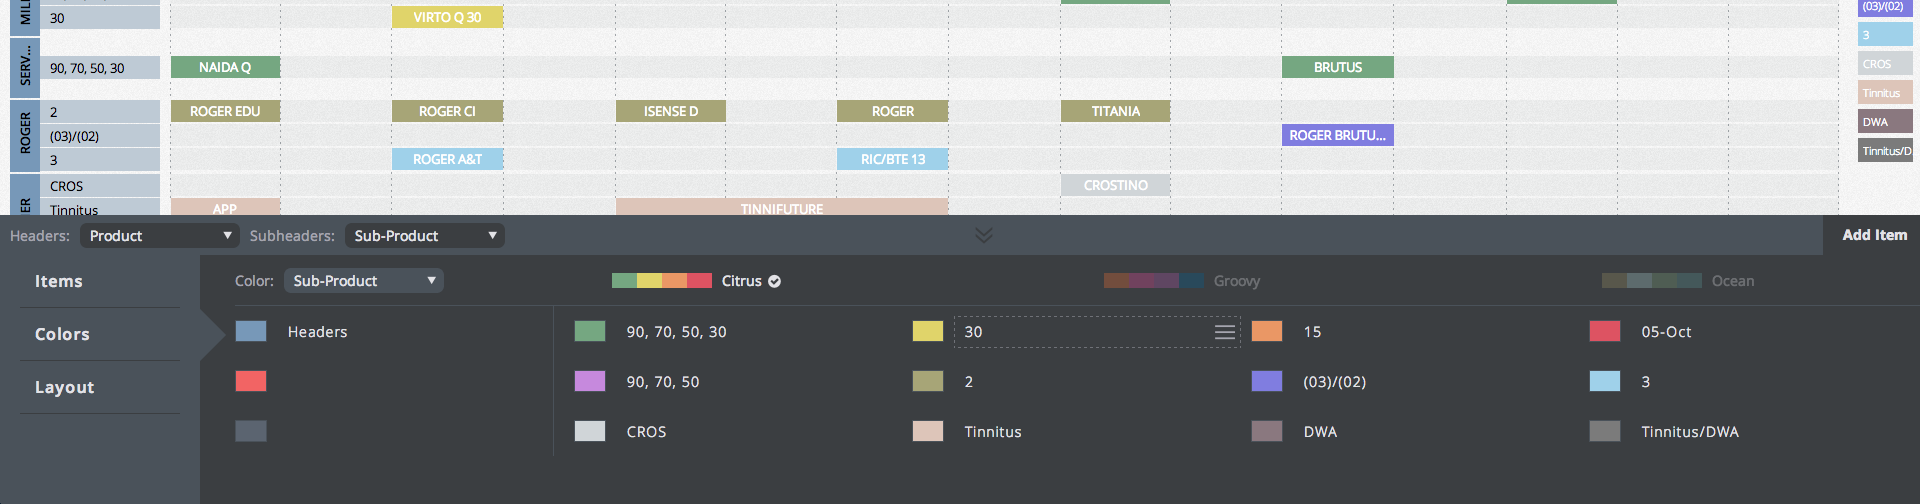 MIL
30
VIRTO Q 30
(03)/(02)
3
SERV...
90, 70, 50, 30
NAIDA Q
BRUTUS
CROS
Tinnitus
ROGER
2
ROGER EDU
ROGER CI
ISENSE D
ROGER
TITANIA
DWA
(03)/(02)
ROGER BRUTU...
3
ROGER A&T
RIC/BTE 13
Tinnitus/D
CROS
CROSTINO
ER
Tinnitus
APP
TINNIFUTURE
Headers:
Product
Subheaders:
Sub-Product
Add Item
Items
Colors
Layout
Color:
Sub-Product
Citrus
Groovy
Ocean
Headers
90, 70, 50, 30
30
15
05-Oct
90, 70, 50
2
(03)/(02)
3
CROS
Tinnitus
DWA
Tinnitus/DWA